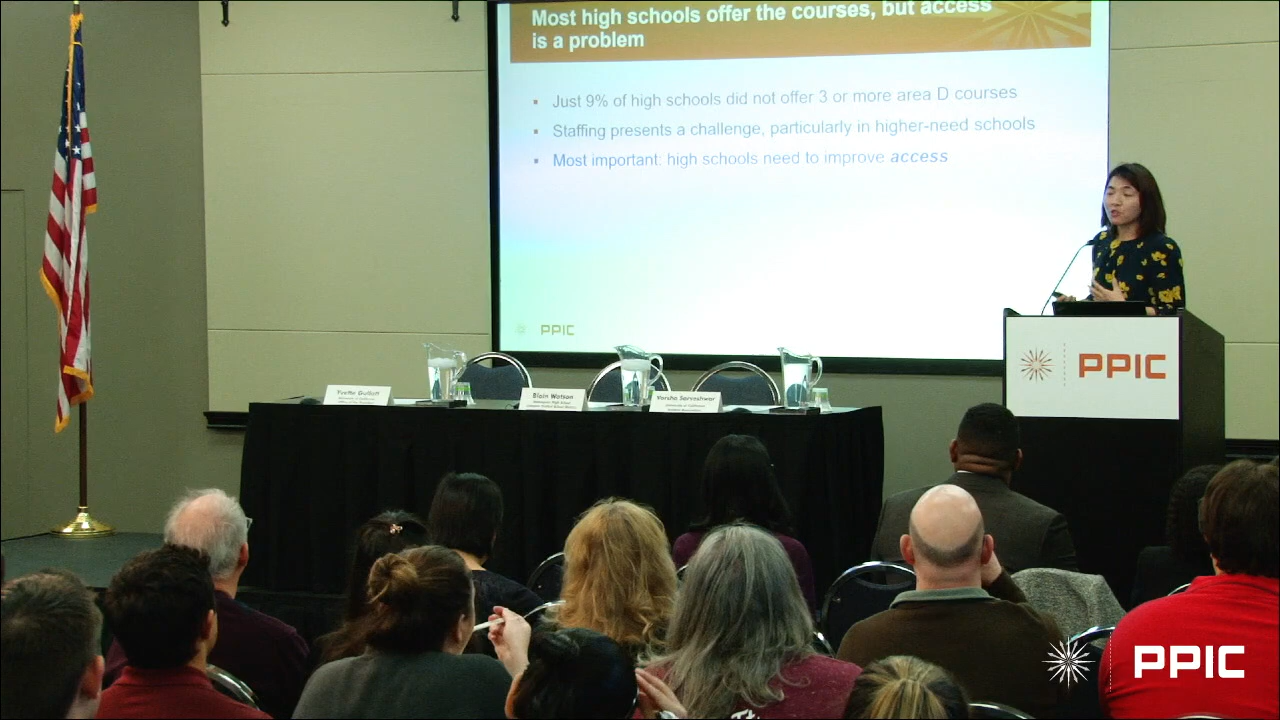 Most high schools offer the courses, but access
is a problem
Just 9% of high schools did not offer 3 or more area D courses
Staffing presents a challenge, particularly in higher-need schools
Most important: high schools need to improve access
PPIC
PPIC
Yvette Gullatt
Blain Watson
Varsha Sarveshwar
PPIC